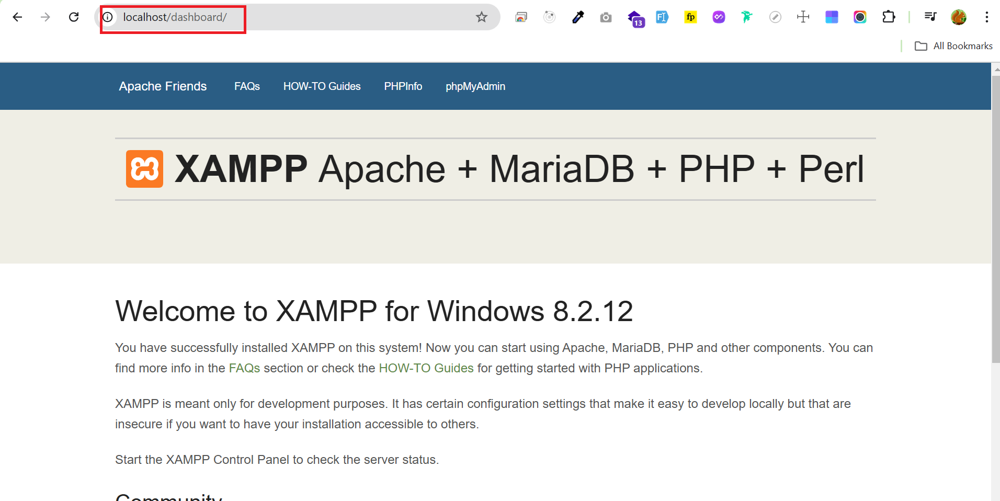 localhost/dashboard/
13
fp
All Bookmarks
Apache Friends FAQs HOW-TO Guides PHPInfo phpMyAdmin
XAMPP Apache + MariaDB + PHP + Perl
Welcome to XAMPP for Windows 8.2.12
You have successfully installed XAMPP on this system! Now you can start using Apache, MariaDB, PHP and other components. You can
find more info in the FAQs section or check the HOW-TO Guides for getting started with PHP applications.
XAMPP is meant only for development purposes. It has certain configuration settings that make it easy to develop locally but that are
insecure if you want to have your installation accessible to others.
Start the XAMPP Control Panel to check the server status.
Community